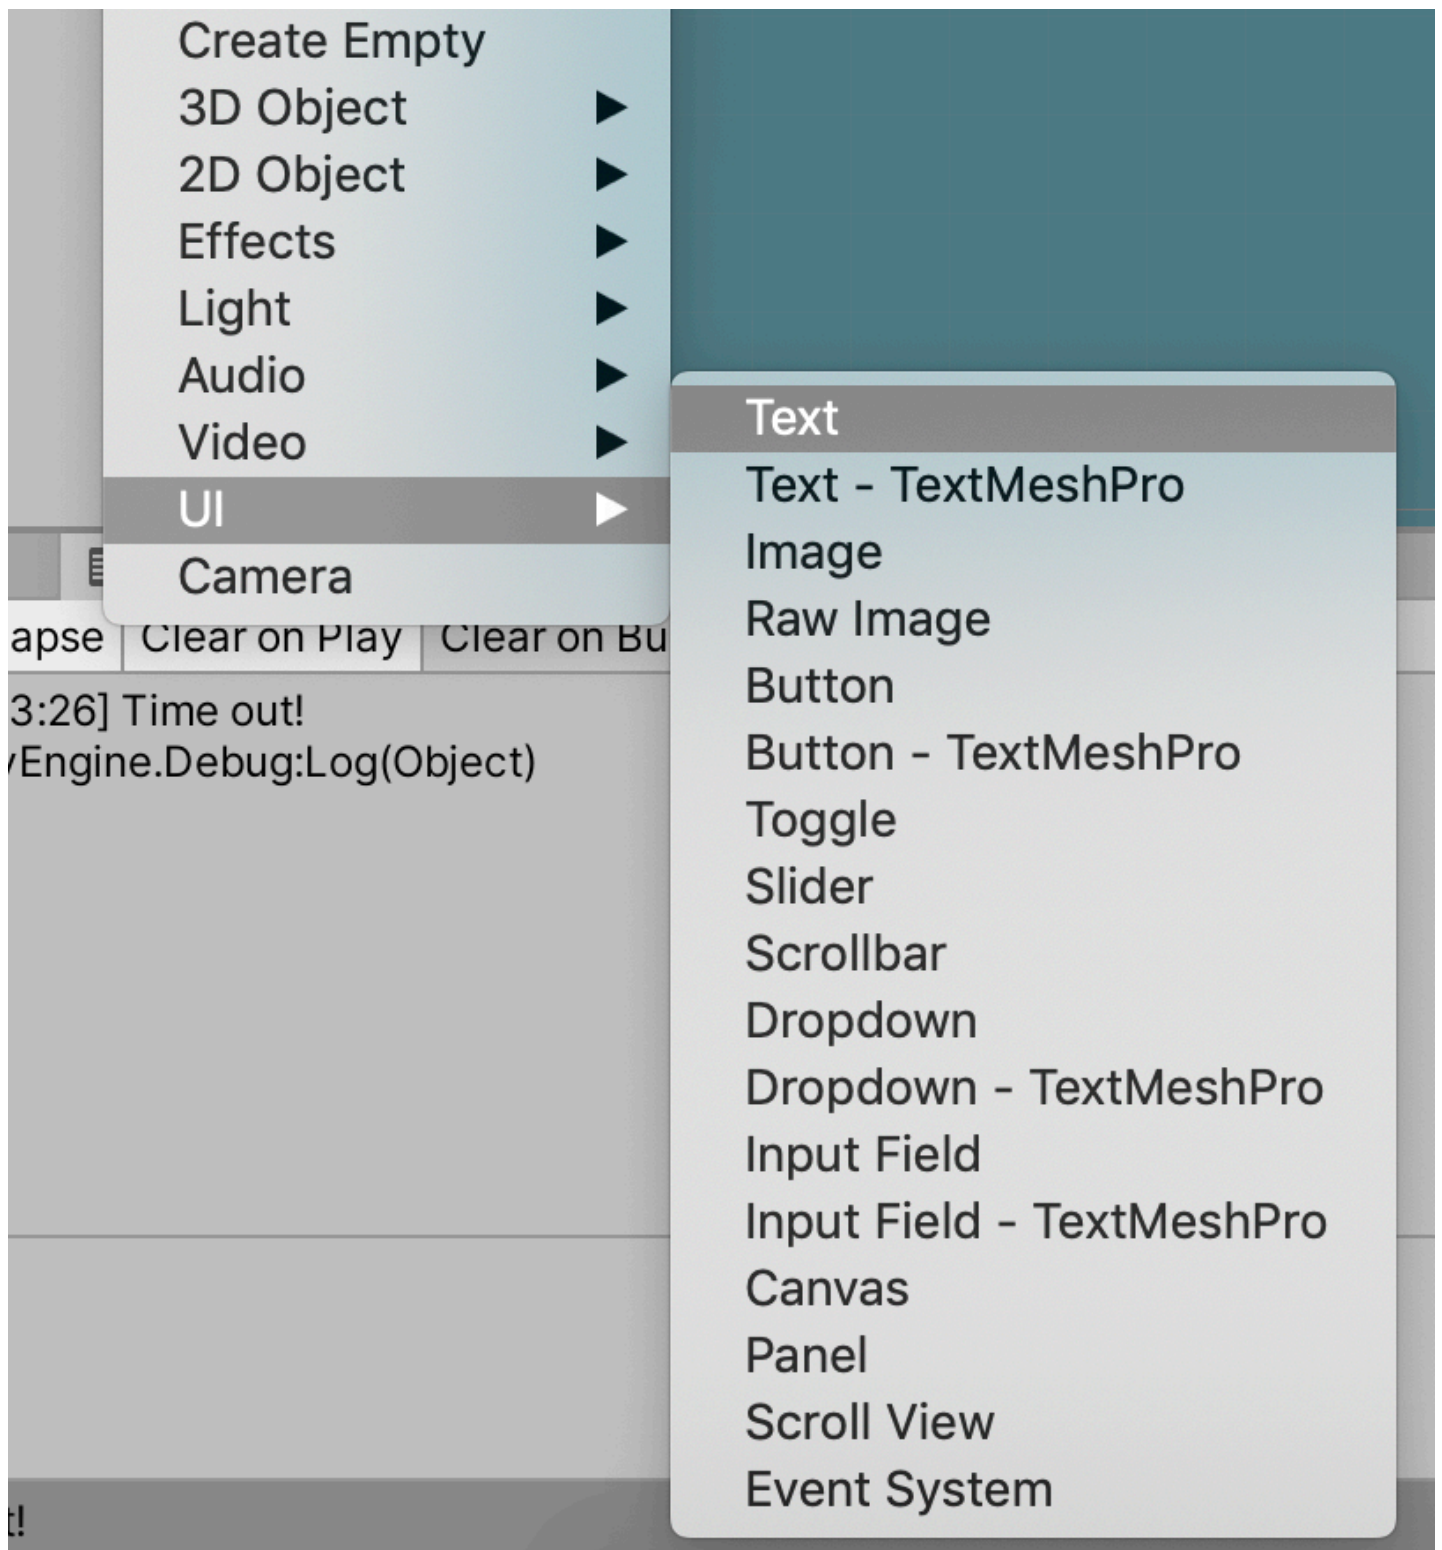 Create Empty
3D Object
2D Object
Effects
Light
Audio
Video
UI
Camera
Text
Text - TextMeshPro
Image
Raw Image
Button
Button - TextMeshPro
Toggle
Slider
Scrollbar
Dropdown
Dropdown - TextMeshPro
Input Field
Input Field - TextMeshPro
Canvas
Panel
Scroll View
Event System
apse
Clear on Play
Clear on Bu
3:26] Time out!
yEngine.Debug:Log(Object)
t!